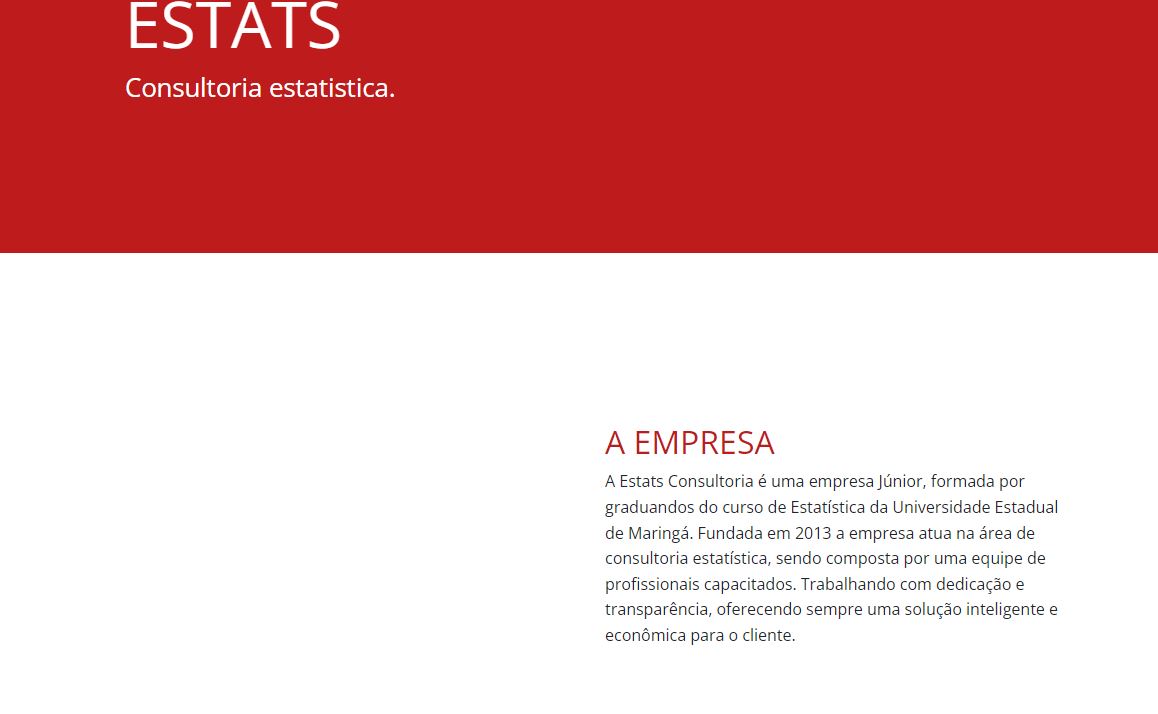 ESTATS
Consultoria estatistica.
A EMPRESA
A Estats Consultoria é uma empresa Júnior, formada por
graduandos do curso de Estatística da Universidade Estadual
de Maringá. Fundada em 2013 a empresa atua na área de
consultoria estatística, sendo composta por uma equipe de
profissionais capacitados. Trabalhando com dedicação e
transparência, oferecendo sempre uma solução inteligente e
econômica para o cliente.